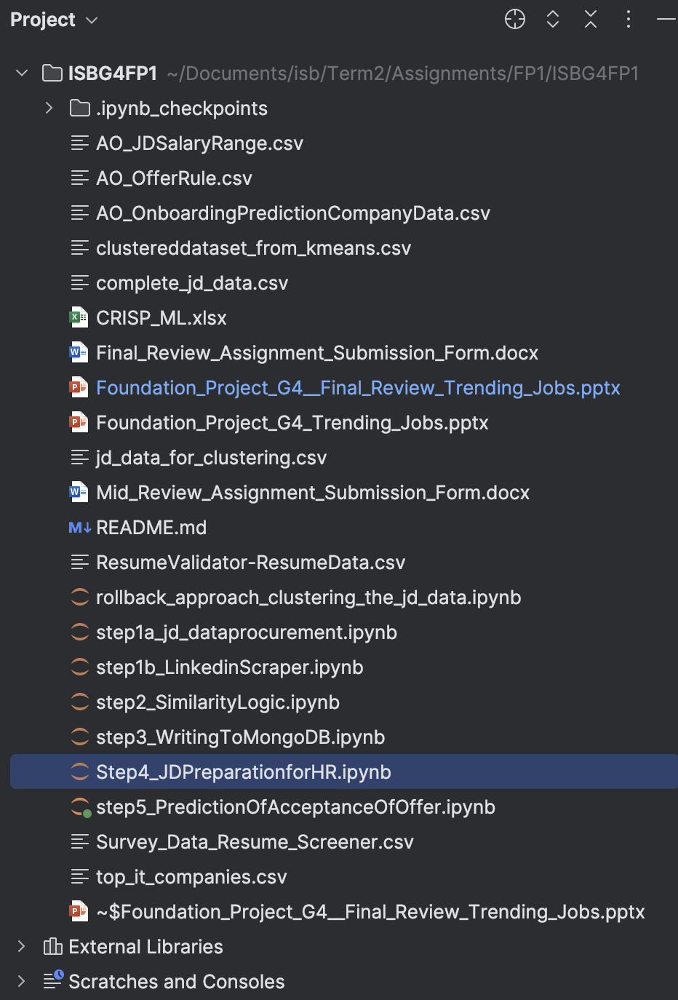 Project
ISBG4FP1 ~/Documents/isb/Term2/Assignments/FP1/ISBG4FP1
.ipynb_checkpoints
AO_JDSalaryRange.csv
AO_OfferRule.csv
AO_OnboardingPredictionCompanyData.csv
clustereddataset_from_kmeans.csv
complete_jd_data.csv
CRISP_ML.xlsx
Final_Review_Assignment_Submission_Form.docx
Foundation_Project_G4__Final_Review_Trending_Jobs.pptx
Foundation_Project_G4_Trending_Jobs.pptx
jd_data_for_clustering.csv
Mid_Review_Assignment_Submission_Form.docx
README.md
ResumeValidator-ResumeData.csv
rollback_approach_clustering_the_jd_data.ipynb
step1a_jd_dataprocurement.ipynb
step1b_LinkedinScraper.ipynb
step2_SimilarityLogic.ipynb
step3_WritingToMongoDB.ipynb
Step4_JDPreparationforHR.ipynb
step5_PredictionOfAcceptanceOfOffer.ipynb
Survey_Data_Resume_Screener.csv
top_it_companies.csv
~$Foundation_Project_G4__Final_Review_Trending_Jobs.pptx
External Libraries
Scratches and Consoles